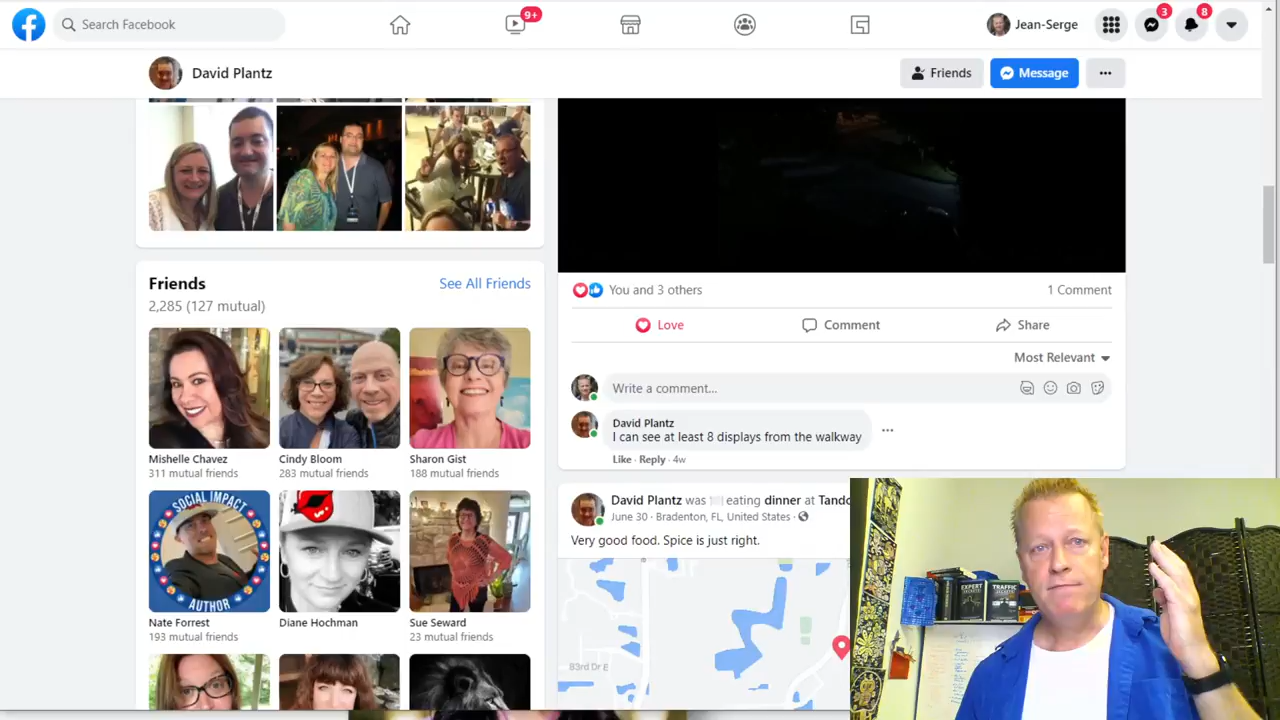 Search Facebook
9+
Jean-Serge
3
8
David Plantz
Friends
Message
Friends
See All Friends
2,285 (127 mutual)
Mishelle Chavez
311 mutual friends
Cindy Bloom
283 mutual friends
Sharon Gist
188 mutual friends
SOCIAL IMPACT
AUTHOR
Nate Forrest
193 mutual friends
Diane Hochman
Sue Seward
23 mutual friends
You and 3 others
1 Comment
Love
Comment
Share
Most Relevant
Write a comment...
David Plantz
I can see at least 8 displays from the walkway
Like · Reply · 4w
David Plantz was eating dinner at Tando
June 30 · Bradenton, FL, United States ·
Very good food. Spice is just right.
83rd Dr E
EXPERT
SECRETS
TRAFFIC
SECRETS